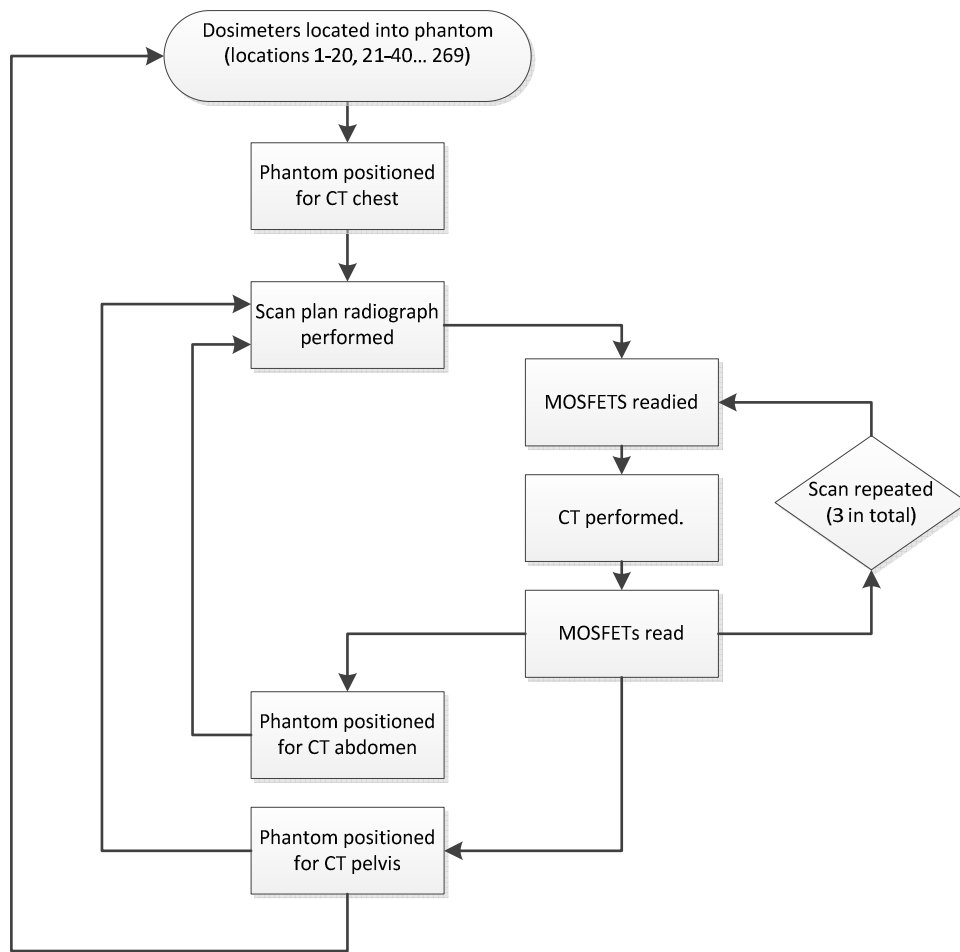 Dosimeters located into phantom
(locations 1-20, 21-40... 269)
Phantom positioned
for CT chest
Scan plan radiograph
performed
MOSFETS readied
Scan repeated
(3 in total)
CT performed.
MOSFETs read
Phantom positioned
for CT abdomen
Phantom positioned
for CT pelvis